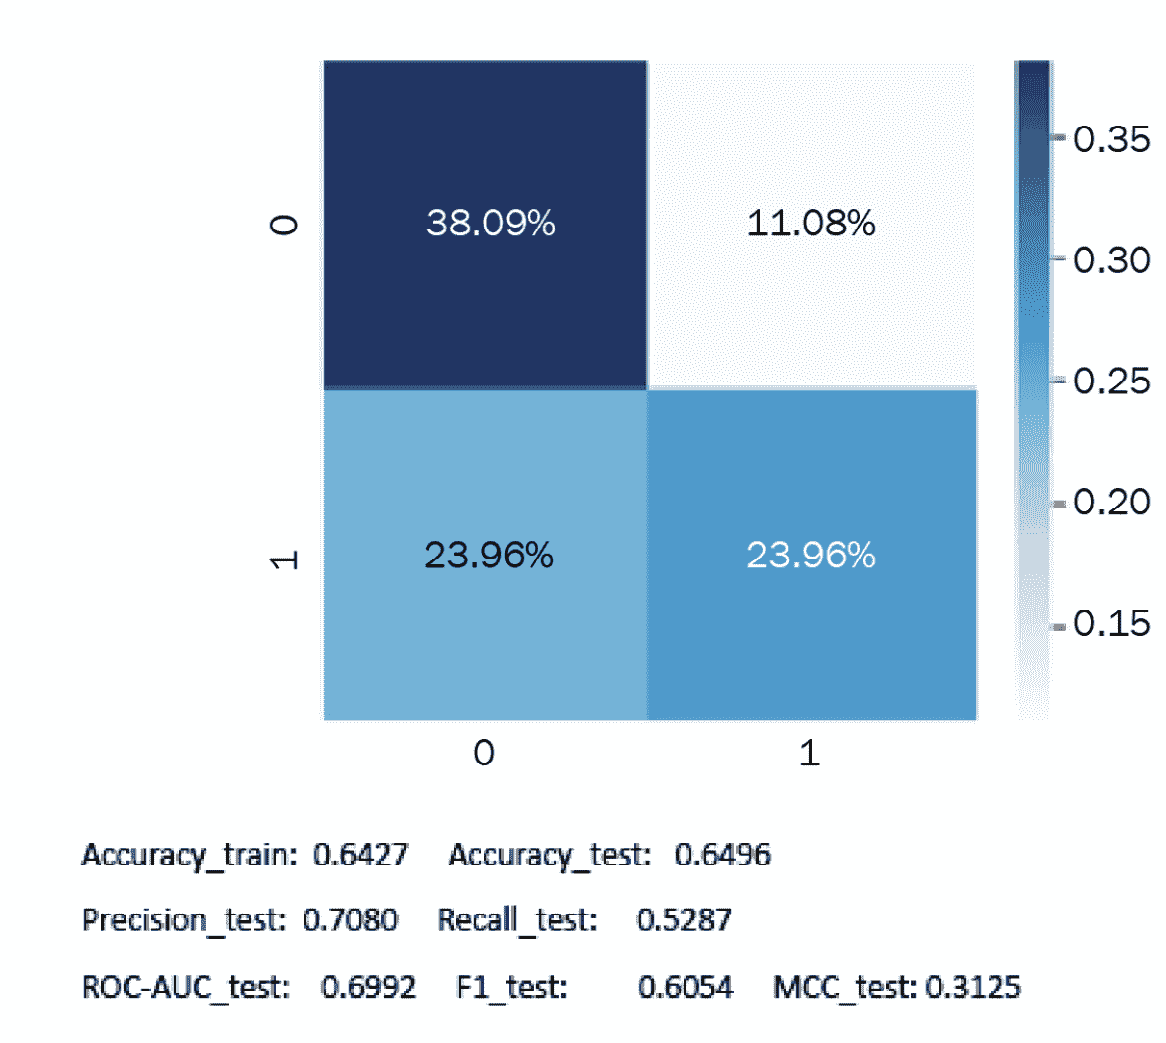 0.35
0 38.09% 11.08%
0.30
0.25
0.20
1 23.96% 23.96%
0.15
0 1
Accuracy_train: 0.6427 Accuracy_test: 0.6496
Precision_test: 0.7080 Recall_test: 0.5287
ROC-AUC_test: 0.6992 F1_test: 0.6054 MCC_test: 0.3125